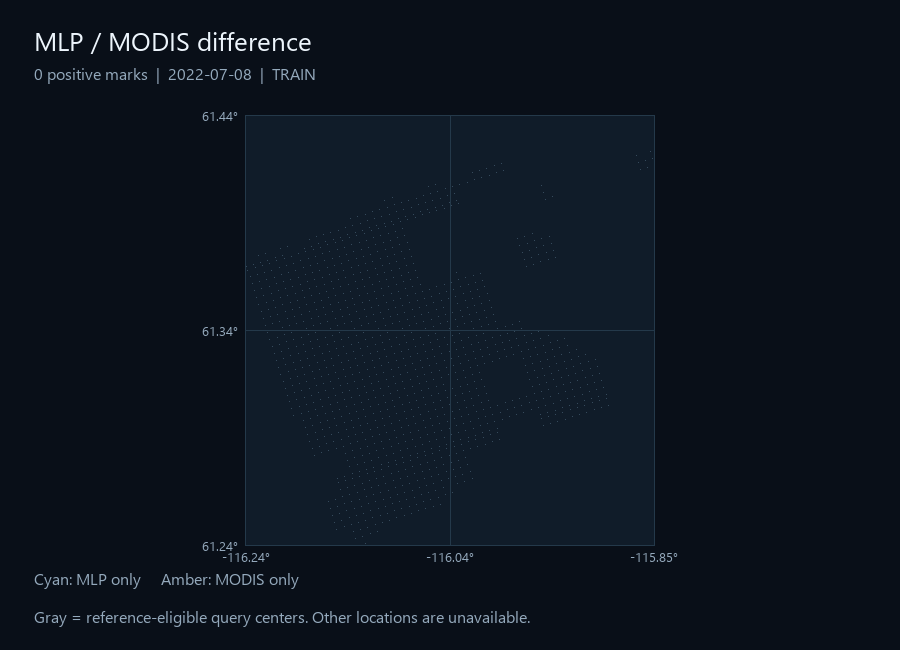 MLP / MODIS difference
0 positive marks | 2022-07-08 | TRAIN
61.44°
61.34°
61.24°
-116.24° -116.04° -115.85°
Cyan: MLP only Amber: MODIS only
Gray = reference-eligible query centers. Other locations are unavailable.